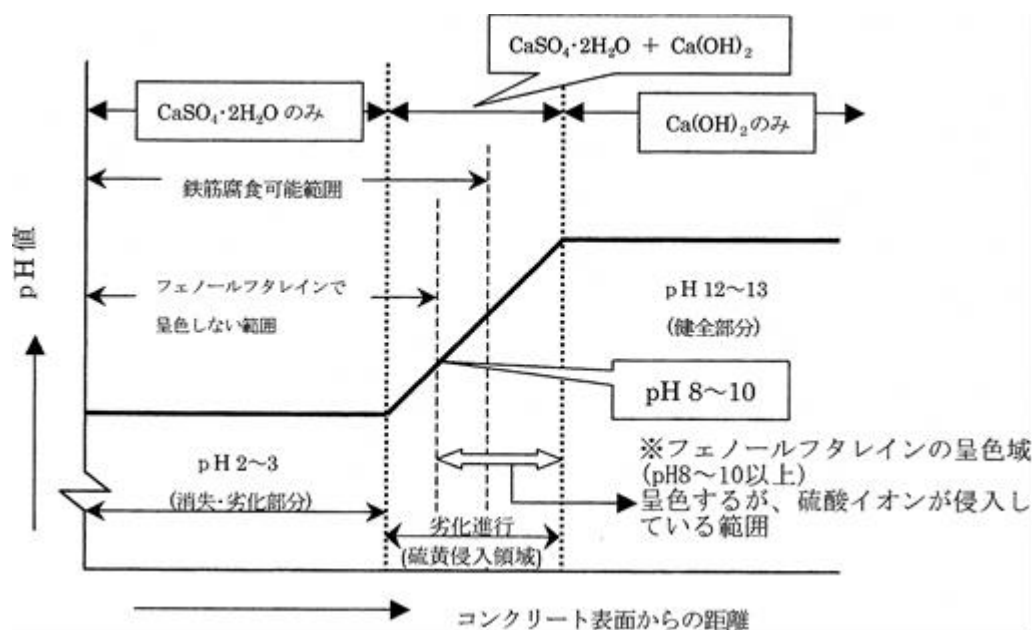 CaSO₄·2H₂O + Ca(OH)₂
CaSO₄·2H₂O のみ
Ca(OH)₂のみ
鉄筋腐食可能範囲
pH値
フェノールフタレインで
呈色しない範囲
pH 12～13
(健全部分)
pH 8～10
pH 2～3
(消失·劣化部分)
※フェノールフタレインの呈色域
(pH8～10以上)
呈色するが、硫酸イオンが侵入し
ている範囲
劣化進行
(硫黄侵入領域)
コンクリート表面からの距離